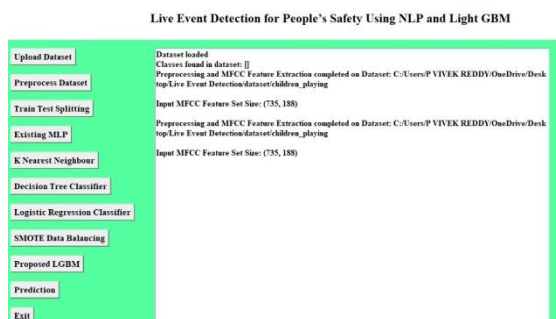 Live Event Detection for People's Safety Using NLP and Light GBM
Upload Dataset
Preprocess Dataset
Train Test Splitting
Existing MLP
K Nearest Neighbour
Decision Tree Classifier
Logistic Regression Classifier
SMOTE Data Balancing
Proposed LGBM
Prediction
Exit
Dataset loaded
Classes found in dataset: []
Preprocessing and MFCC Feature Extraction completed on Dataset: C:/Users/P VIVEK REDDY/OneDrive/Desk
top/Live Event Detection/dataset/children_playing
Input MFCC Feature Set Size: (735, 188)
Preprocessing and MFCC Feature Extraction completed on Dataset: C:/Users/P VIVEK REDDY/OneDrive/Desk
top/Live Event Detection/dataset/children_playing
Input MFCC Feature Set Size: (735, 188)